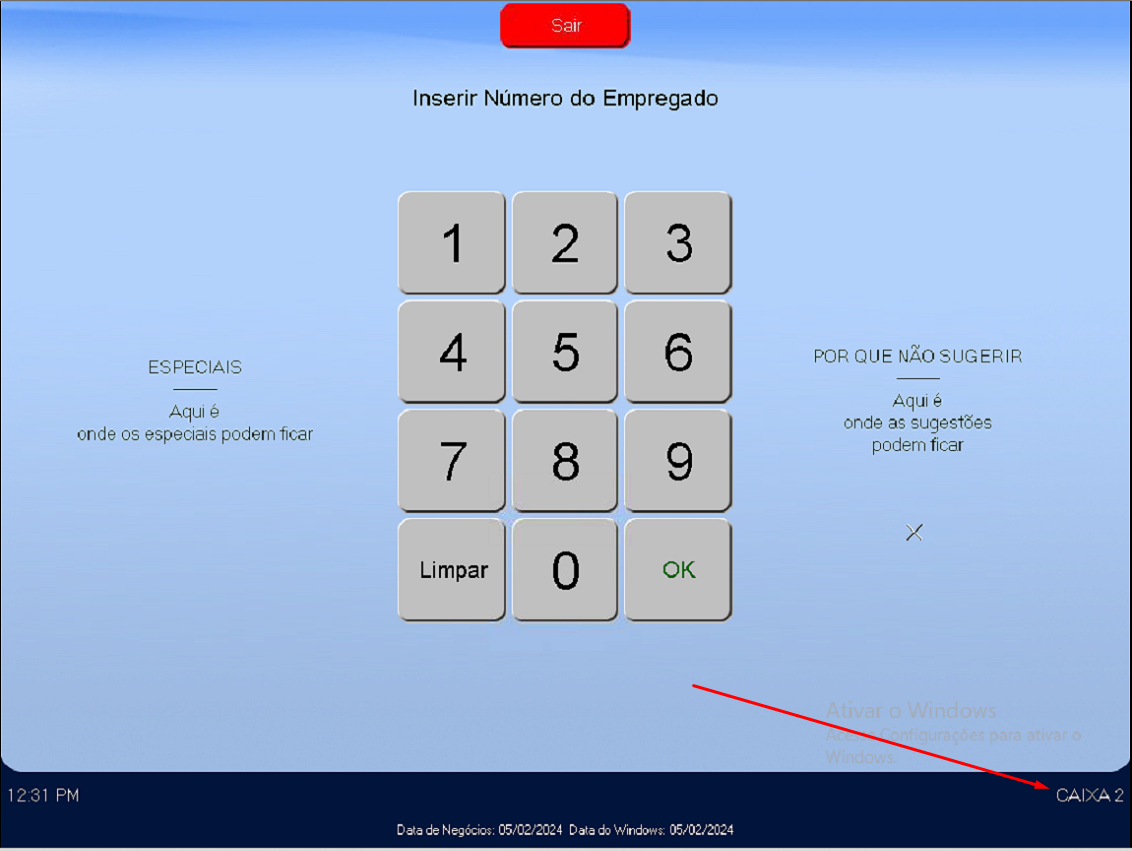 Sair
Inserir Número do Empregado
1 2 3
4 5 6
7 8 9
Limpar 0 OK
ESPECIAIS
Aqui é
onde os especiais podem ficar
POR QUE NÃO SUGERIR
Aqui é
onde as sugestões
podem ficar
Ativar o Windows
Acesse Configurações para ativar o
Windows.
12:31 PM
CAIXA 2
Data de Negócios: 05/02/2024 Data do Windows: 05/02/2024